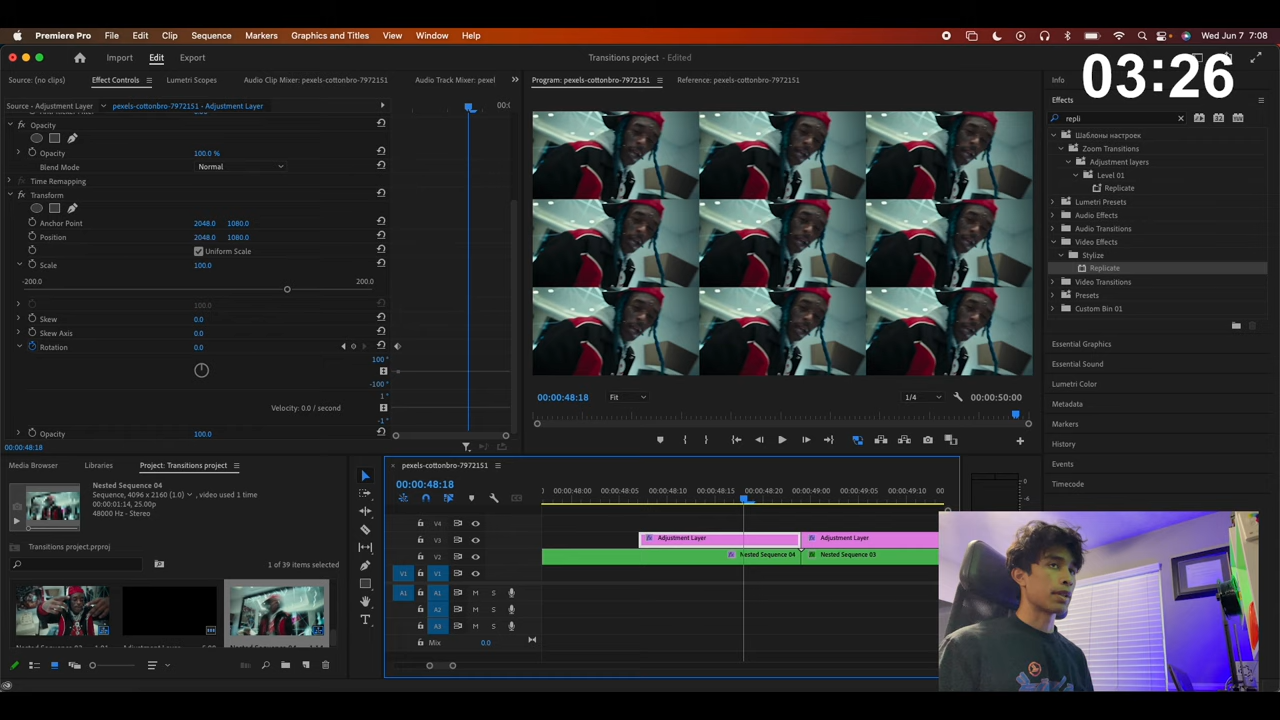 Premiere Pro File Edit Clip Sequence Markers Graphics and Titles View Window Help Wed Jun 7 7:08
Import Edit Export Transitions project - Edited
03:26
Source: (no clips) Effect Controls Lumetri Scopes Audio Clip Mixer: pexels-cottonbro-7972151 Audio Track Mixer: pexel
Program: pexels-cottonbro-7972151 Reference: pexels-cottonbro-7972151
Info
Source - Adjustment Layer pexels-cottonbro-7972151 - Adjustment Layer
Opacity
Opacity 100.0 %
Blend Mode Normal
Time Remapping
Transform
Anchor Point 2048.0 1080.0
Position 2048.0 1080.0
Uniform Scale
Scale 100.0
-200.0 200.0
100.0
Skew 0.0
Skew Axis 0.0
Rotation 0.0
100 °
-100 °
1 °
Velocity: 0.0 / second
-1 °
Opacity 100.0
00:00:48:18
00:00:48:18 Fit 1/4 00:00:50:00
Effects
repli
Шаблоны настроек
Zoom Transitions
Adjustment layers
Level 01
Replicate
Lumetri Presets
Audio Effects
Audio Transitions
Video Effects
Stylize
Replicate
Video Transitions
Presets
Custom Bin 01
Essential Graphics
Essential Sound
Lumetri Color
Metadata
Markers
History
Events
Timecode
Media Browser Libraries Project: Transitions project
Nested Sequence 04
Sequence, 4096 x 2160 (1.0) , video used 1 time
00:00:01:14, 25.00p
48000 Hz - Stereo
Transitions project.prproj
1 of 39 items selected
pexels-cottonbro-7972151
00:00:48:18
00:00:48:00 00:00:48:05 00:00:48:10 00:00:48:15 00:00:48:20 00:00:49:00 00:00:49:05 00:00:49:10 00
V4
V3 Adjustment Layer Adjustment Layer
V2 Nested Sequence 04 Nested Sequence 03
V1 V1
A1 A1 M S
A2 M S
A3 M S
Mix 0.0